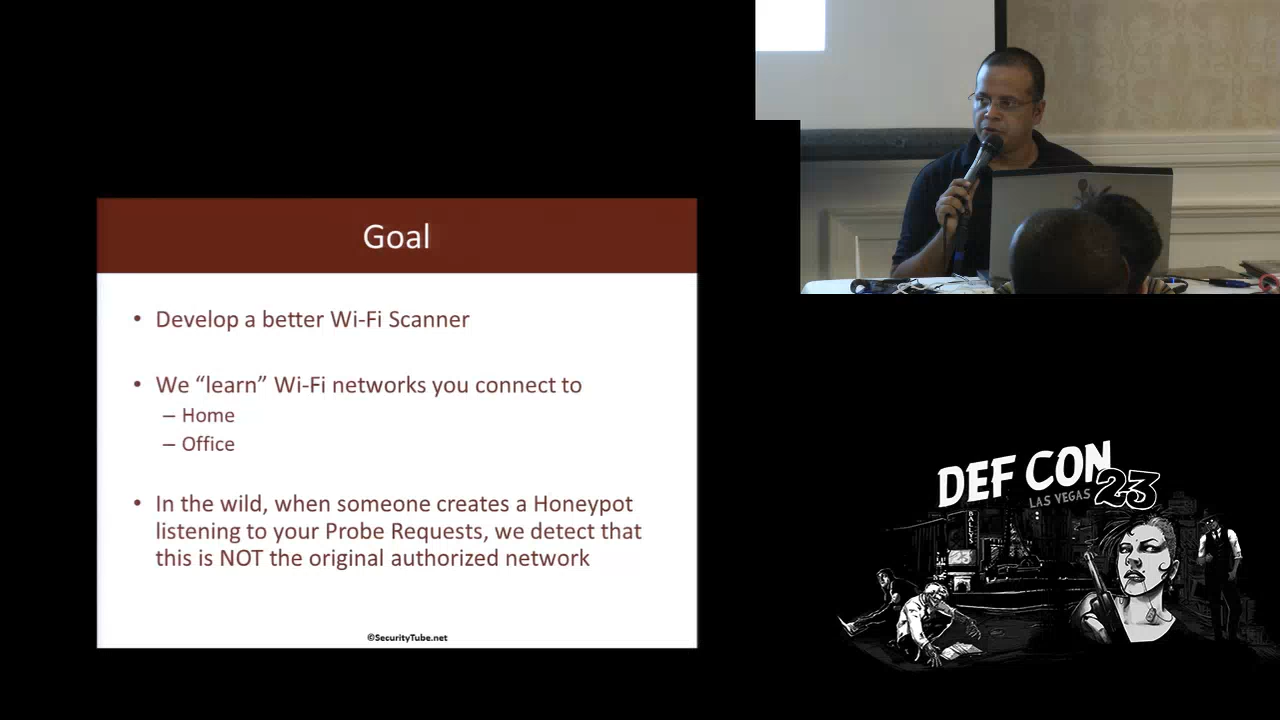 Goal
• Develop a better Wi-Fi Scanner
• We “learn” Wi-Fi networks you connect to
– Home
– Office
• In the wild, when someone creates a Honeypot
listening to your Probe Requests, we detect that
this is NOT the original authorized network
©SecurityTube.net
DEF CON
LAS VEGAS 23
BALLYS